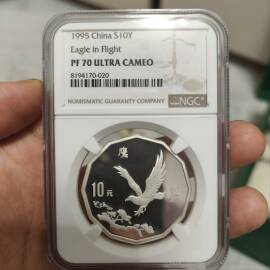 1995 China S10Y
Eagle in Flight
PF 70 ULTRA CAMEO
8194170-020
NUMISMATIC GUARANTY COMPANY
NGC
鹰
10元